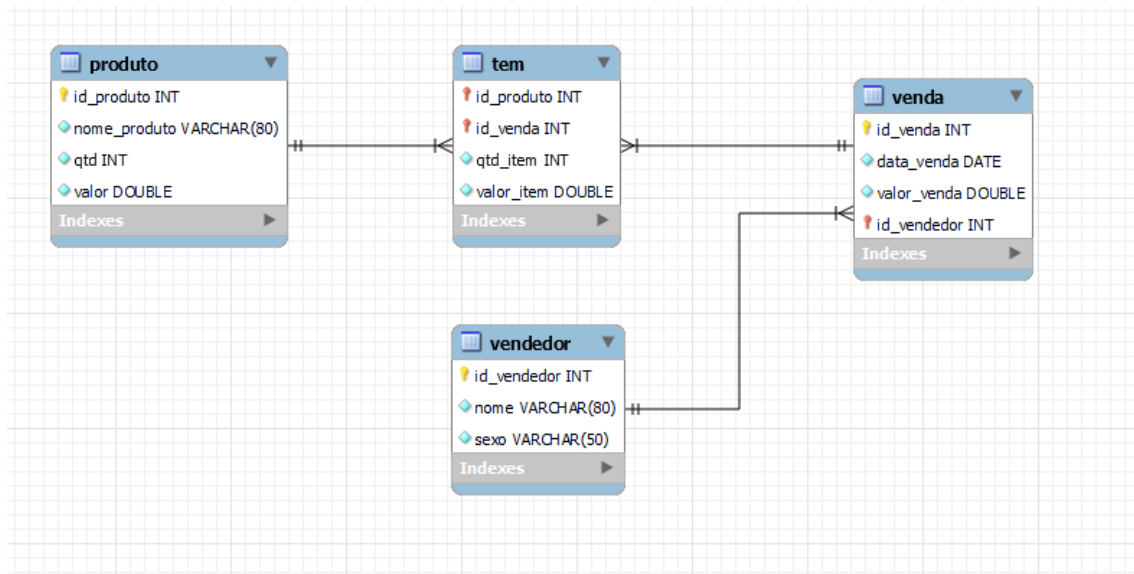 produto
id_produto INT
nome_produto VARCHAR(80)
qtd INT
valor DOUBLE
Indexes
tem
id_produto INT
id_venda INT
qtd_item INT
valor_item DOUBLE
Indexes
venda
id_venda INT
data_venda DATE
valor_venda DOUBLE
id_vendedor INT
Indexes
vendedor
id_vendedor INT
nome VARCHAR(80)
sexo VARCHAR(50)
Indexes